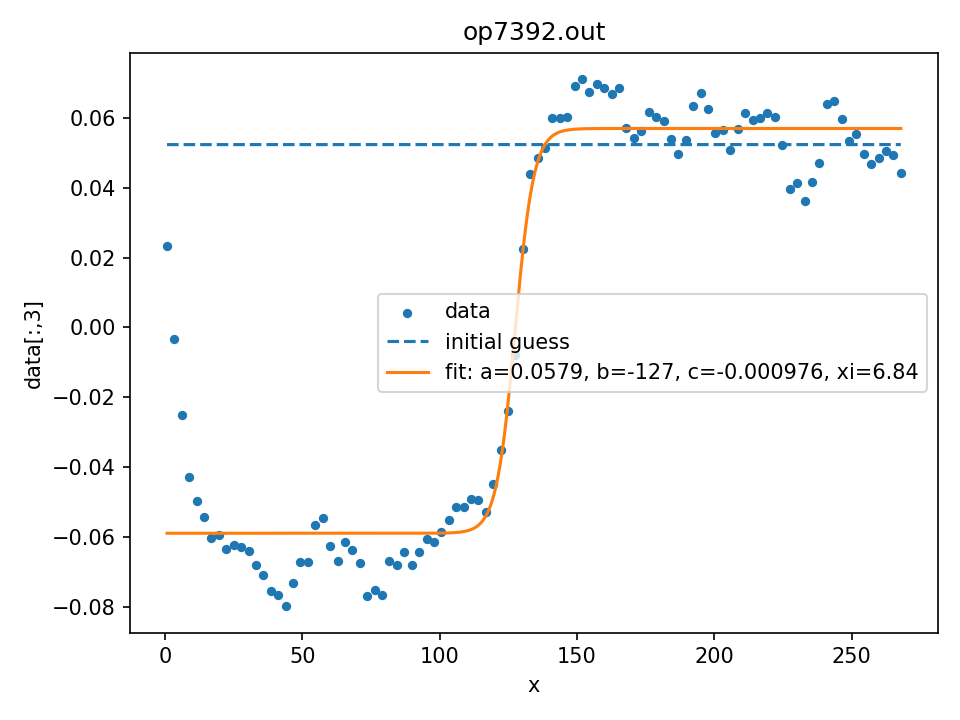 op7392.out
0.06
0.04
0.02
0.00
−0.02
−0.04
−0.06
−0.08
data[:,3]
data
initial guess
fit: a=0.0579, b=-127, c=-0.000976, xi=6.84
0 50 100 150 200 250
x